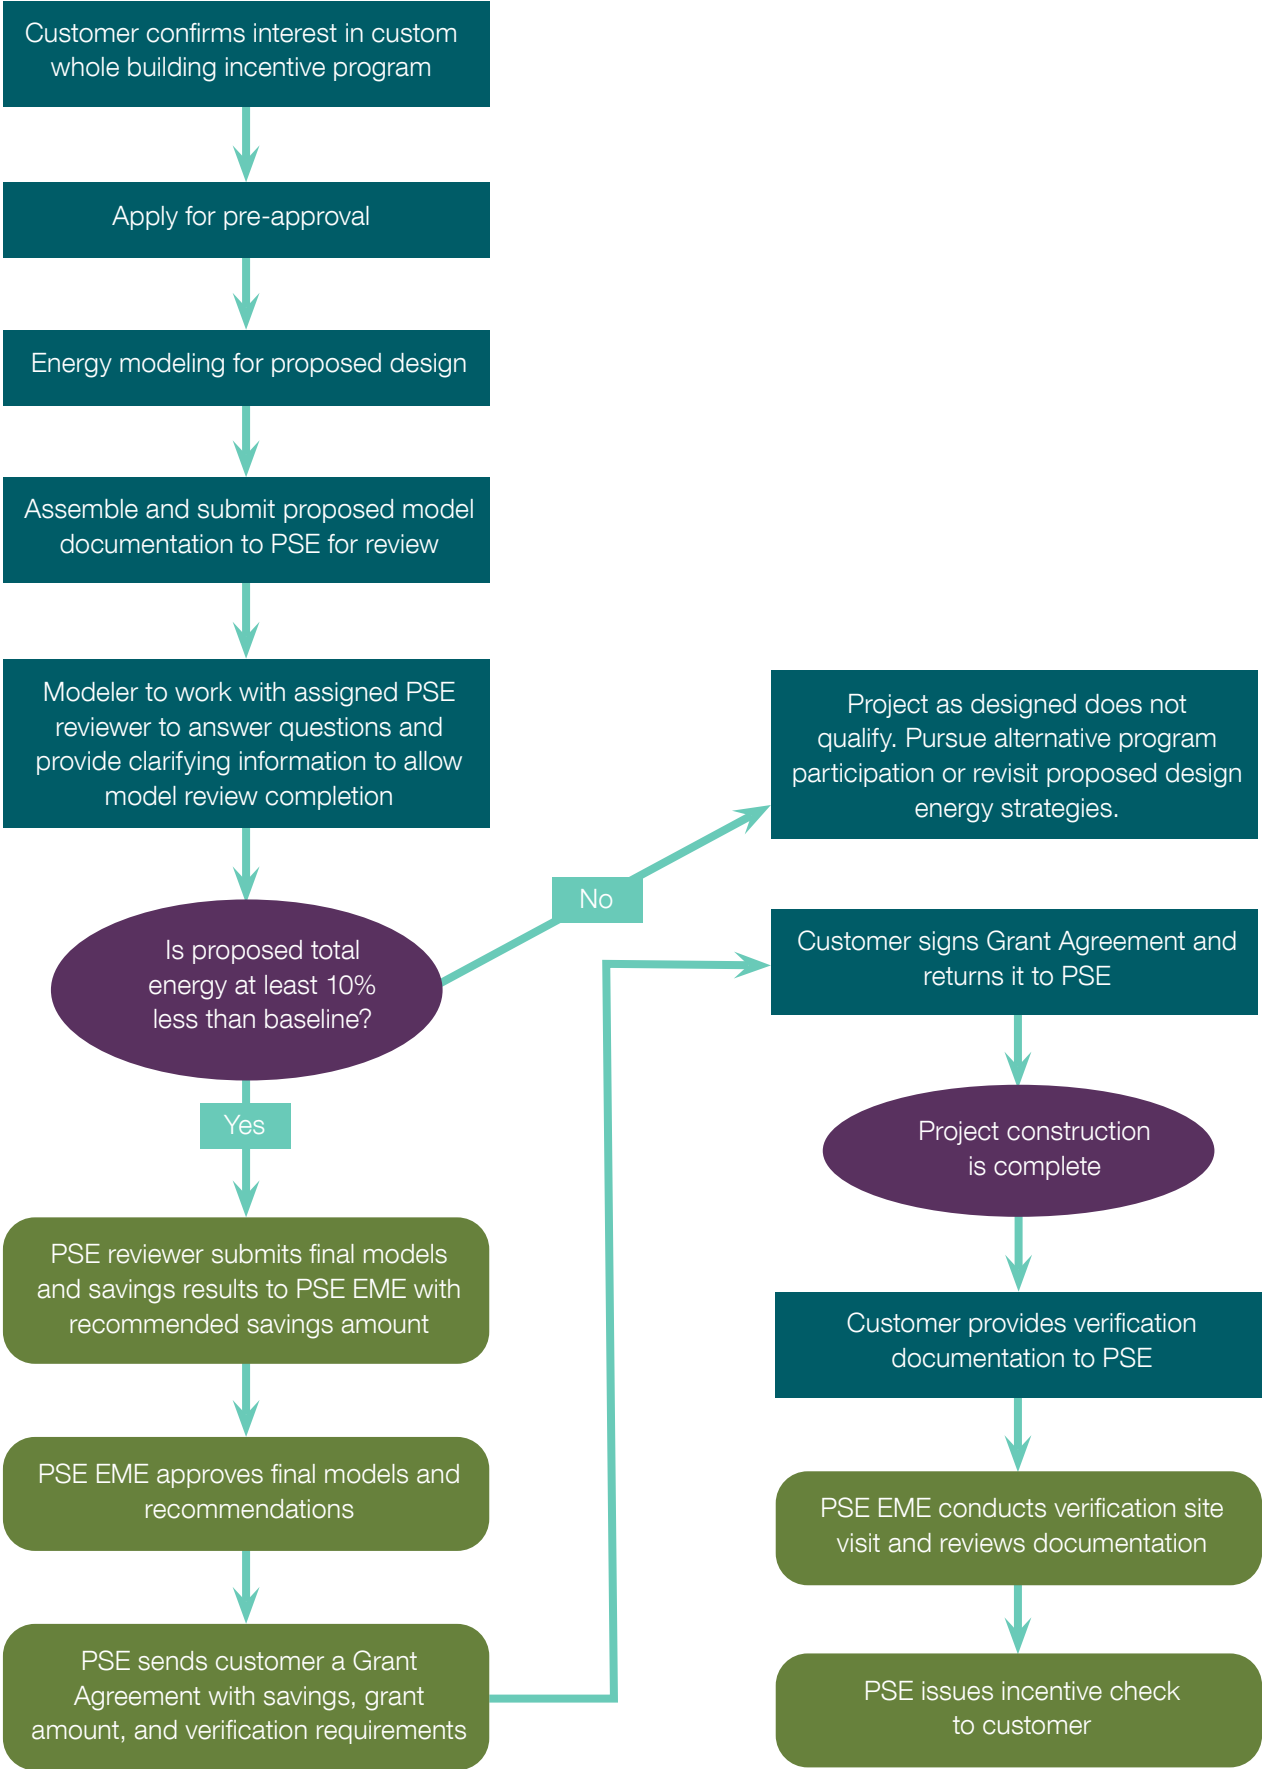 Customer confirms interest in custom
whole building incentive program
Apply for pre-approval
Energy modeling for proposed design
Assemble and submit proposed model
documentation to PSE for review
Modeler to work with assigned PSE
reviewer to answer questions and
provide clarifying information to allow
model review completion
Is proposed total
energy at least 10%
less than baseline?
No
Project as designed does not
qualify. Pursue alternative program
participation or revisit proposed design
energy strategies.
Yes
PSE reviewer submits final models
and savings results to PSE EME with
recommended savings amount
PSE EME approves final models and
recommendations
PSE sends customer a Grant
Agreement with savings, grant
amount, and verification requirements
Customer signs Grant Agreement and
returns it to PSE
Project construction
is complete
Customer provides verification
documentation to PSE
PSE EME conducts verification site
visit and reviews documentation
PSE issues incentive check
to customer